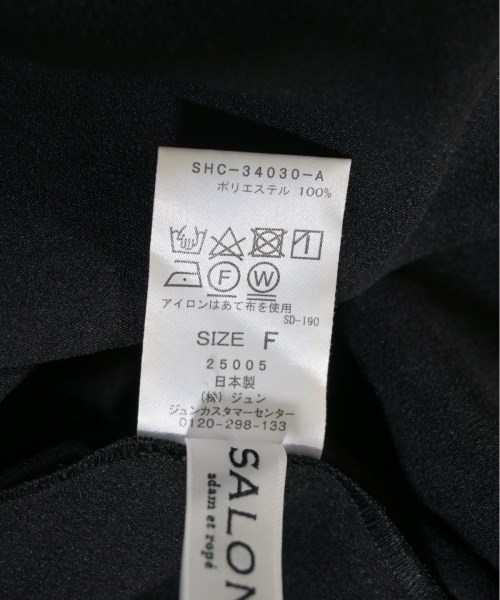 SHC-34030-A
ポリエステル 100%
F W
アイロンはあて布を使用
SD-190
SIZE F
25005
日本製
(株) ジュン
ジュンカスタマーセンター
0120-298-133
SALON
adam et ropé